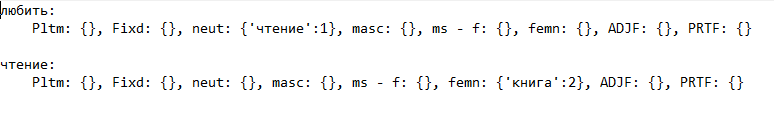 любить:
    Pltm: {}, Fixd: {}, neut: {'чтение':1}, masc: {}, ms - f: {}, femn: {}, ADJF: {}, PRTF: {}
чтение:
    Pltm: {}, Fixd: {}, neut: {}, masc: {}, ms - f: {}, femn: {'книга':2}, ADJF: {}, PRTF: {}